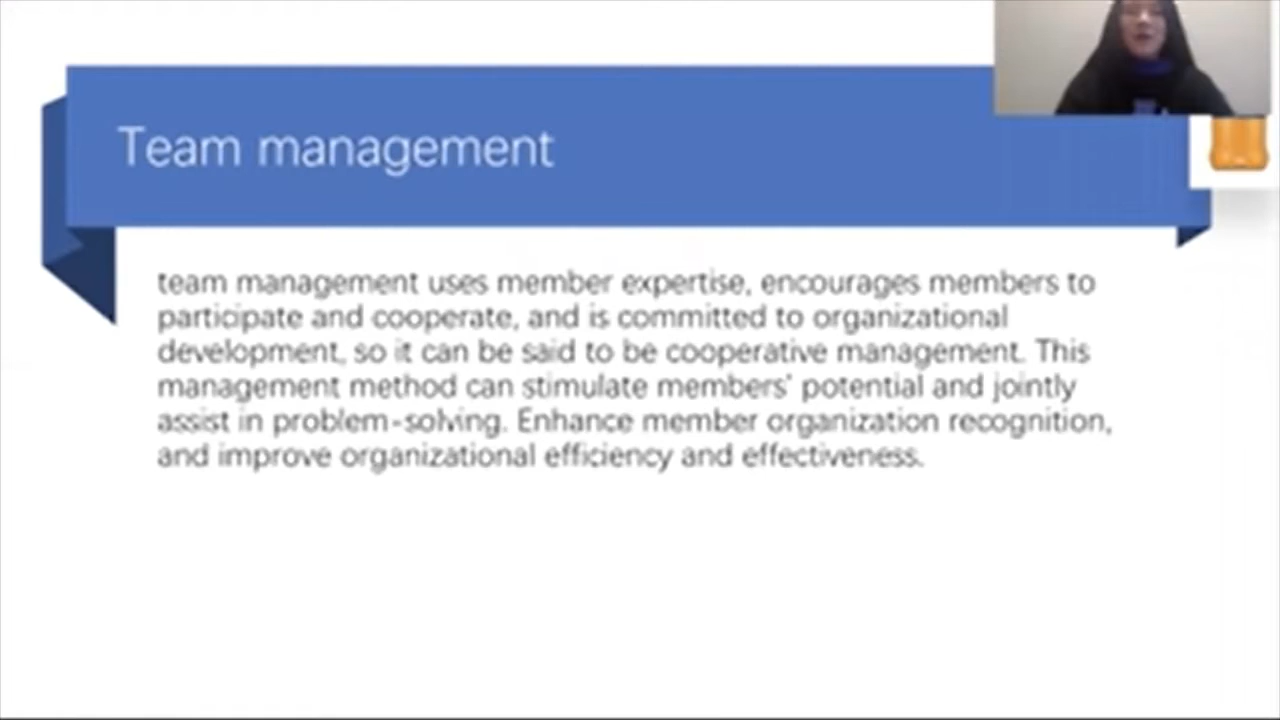 Team management
team management uses member expertise, encourages members to
participate and cooperate, and is committed to organizational
development, so it can be said to be cooperative management. This
management method can stimulate members' potential and jointly
assist in problem-solving. Enhance member organization recognition,
and improve organizational efficiency and effectiveness.